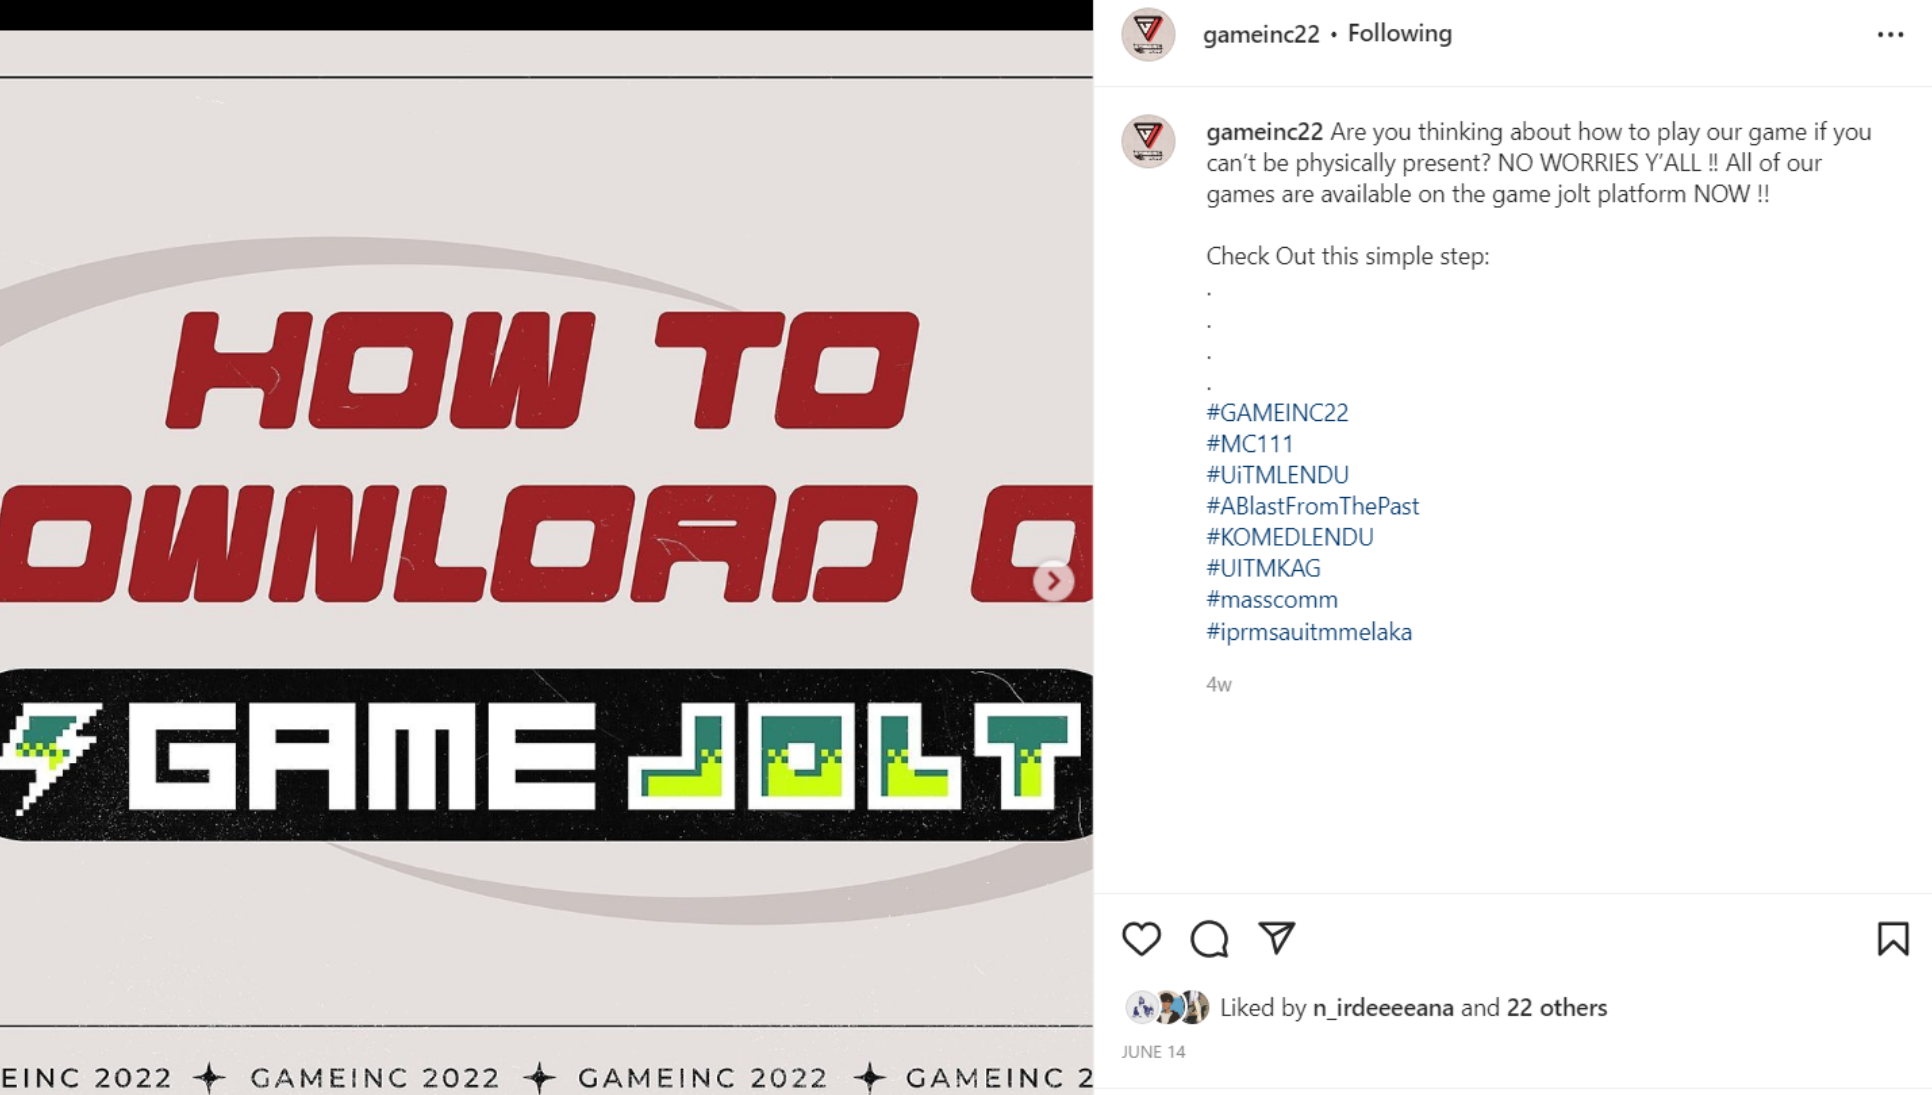 HOW TO
OWNLOAD O
GAME JOLT
EINC 2022 GAMEINC 2022 GAMEINC 2022 GAMEINC 2
gameinc22 • Following
gameinc22 Are you thinking about how to play our game if you
can’t be physically present? NO WORRIES Y’ALL !! All of our
games are available on the game jolt platform NOW !!
Check Out this simple step:
.
.
.
.
#GAMEINC22
#MC111
#UiTMLENDU
#ABlastFromThePast
#KOMEDLENDU
#UITMKAG
#masscomm
#iprmsauitmmelaka
4w
Liked by n_irdeeeeana and 22 others
JUNE 14